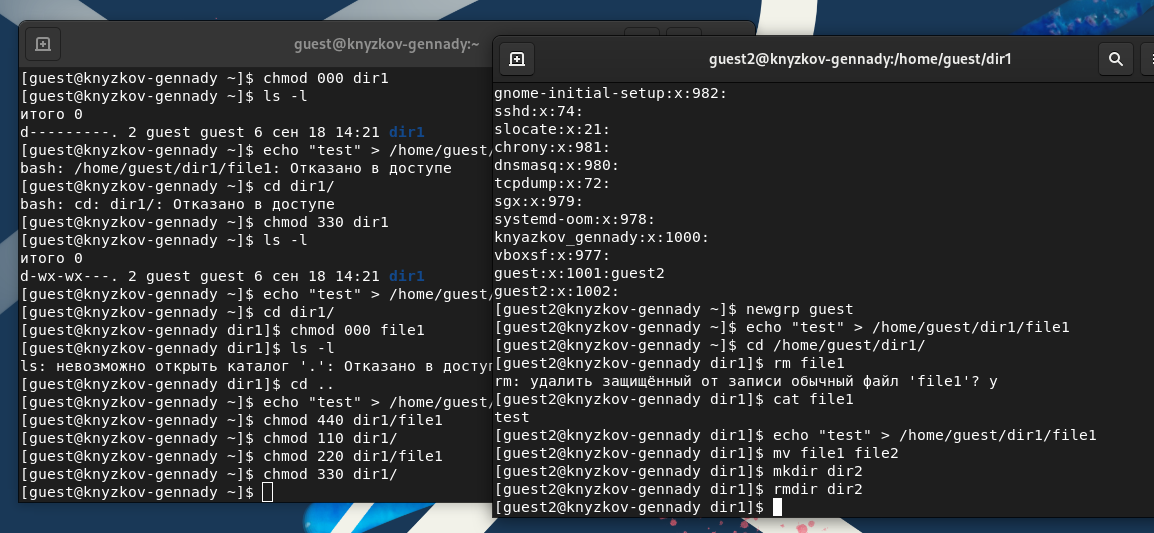 guest@knyzkov-gennady:~
[guest@knyzkov-gennady ~]$ chmod 000 dir1
[guest@knyzkov-gennady ~]$ ls -l
итого 0
d---------. 2 guest guest 6 сен 18 14:21 dir1
[guest@knyzkov-gennady ~]$ echo "test" > /home/guest/
bash: /home/guest/dir1/file1: Отказано в доступе
[guest@knyzkov-gennady ~]$ cd dir1/
bash: cd: dir1/: Отказано в доступе
[guest@knyzkov-gennady ~]$ chmod 330 dir1
[guest@knyzkov-gennady ~]$ ls -l
итого 0
d-wx-wx---. 2 guest guest 6 сен 18 14:21 dir1
[guest@knyzkov-gennady ~]$ echo "test" > /home/guest/
[guest@knyzkov-gennady ~]$ cd dir1/
[guest@knyzkov-gennady dir1]$ chmod 000 file1
[guest@knyzkov-gennady dir1]$ ls -l
ls: невозможно открыть каталог '.': Отказано в досту
[guest@knyzkov-gennady dir1]$ cd ..
[guest@knyzkov-gennady ~]$ echo "test" > /home/guest/
[guest@knyzkov-gennady ~]$ chmod 440 dir1/file1
[guest@knyzkov-gennady ~]$ chmod 110 dir1/
[guest@knyzkov-gennady ~]$ chmod 220 dir1/file1
[guest@knyzkov-gennady ~]$ chmod 330 dir1/
[guest@knyzkov-gennady ~]$
guest2@knyzkov-gennady:/home/guest/dir1
gnome-initial-setup:x:982:
sshd:x:74:
slocate:x:21:
chrony:x:981:
dnsmasq:x:980:
tcpdump:x:72:
sgx:x:979:
systemd-oom:x:978:
knyazkov_gennady:x:1000:
vboxsf:x:977:
guest:x:1001:guest2
guest2:x:1002:
[guest2@knyzkov-gennady ~]$ newgrp guest
[guest2@knyzkov-gennady ~]$ echo "test" > /home/guest/dir1/file1
[guest2@knyzkov-gennady ~]$ cd /home/guest/dir1/
[guest2@knyzkov-gennady dir1]$ rm file1
rm: удалить защищённый от записи обычный файл 'file1'? y
[guest2@knyzkov-gennady dir1]$ cat file1
test
[guest2@knyzkov-gennady dir1]$ echo "test" > /home/guest/dir1/file1
[guest2@knyzkov-gennady dir1]$ mv file1 file2
[guest2@knyzkov-gennady dir1]$ mkdir dir2
[guest2@knyzkov-gennady dir1]$ rmdir dir2
[guest2@knyzkov-gennady dir1]$